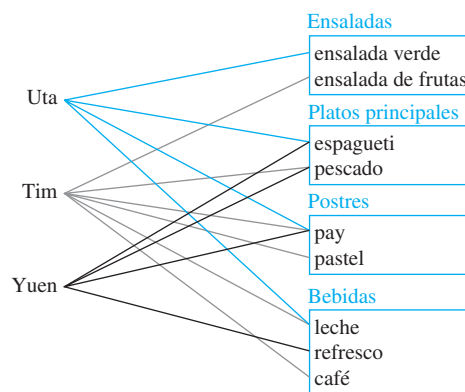 Ensaladas
ensalada verde
ensalada de frutas
Uta
Platos principales
espagueti
pescado
Tim
Postres
pay
pastel
Yuen
Bebidas
leche
refresco
café